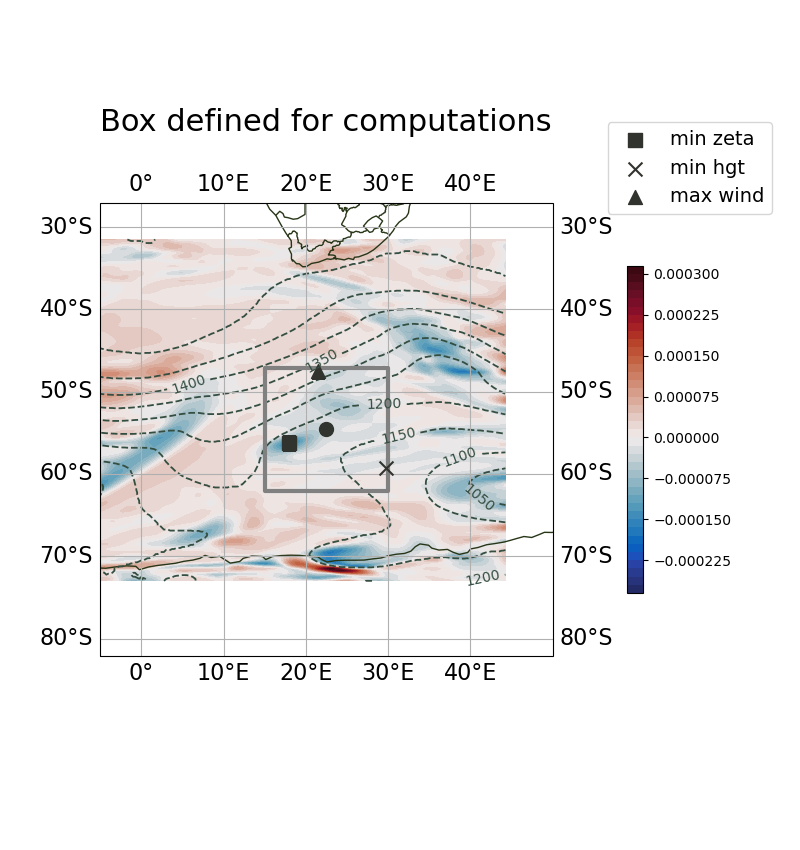 Box defined for computations
min zeta
min hgt
max wind
0° 10°E 20°E 30°E 40°E
30°S 30°S
40°S 40°S
50°S 50°S
60°S 60°S
70°S 70°S
80°S 80°S
0° 10°E 20°E 30°E 40°E
1350
1400
1200
1150
1100
1050
1200
0.000300
0.000225
0.000150
0.000075
0.000000
−0.000075
−0.000150
−0.000225